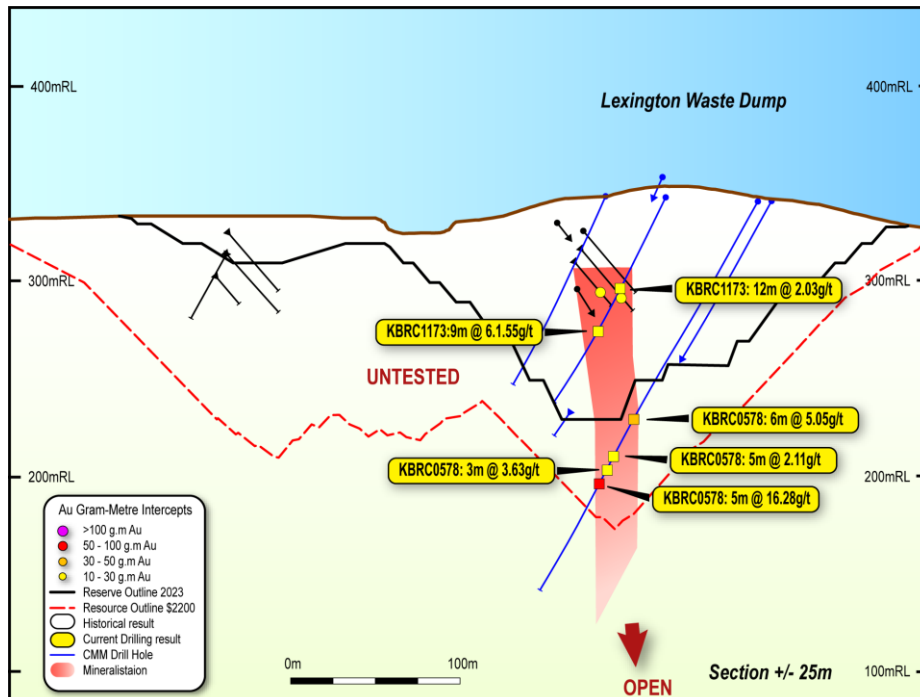 400mRL
400mRL
Lexington Waste Dump
300mRL
300mRL
KBRC1173: 12m @ 2.03g/t
KBRC1173:9m @ 6.1.55g/t
UNTESTED
KBRC0578: 6m @ 5.05g/t
KBRC0578: 5m @ 2.11g/t
KBRC0578: 3m @ 3.63g/t
200mRL
200mRL
KBRC0578: 5m @ 16.28g/t
Au Gram-Metre Intercepts
>100 g.m Au
50 - 100 g.m Au
30 - 50 g.m Au
10 - 30 g.m Au
Reserve Outline 2023
Resource Outline $2200
Historical result
Current Drilling result
CMM Drill Hole
Mineralistaion
0m
100m
Section +/- 25m
100mRL
100mRL
OPEN